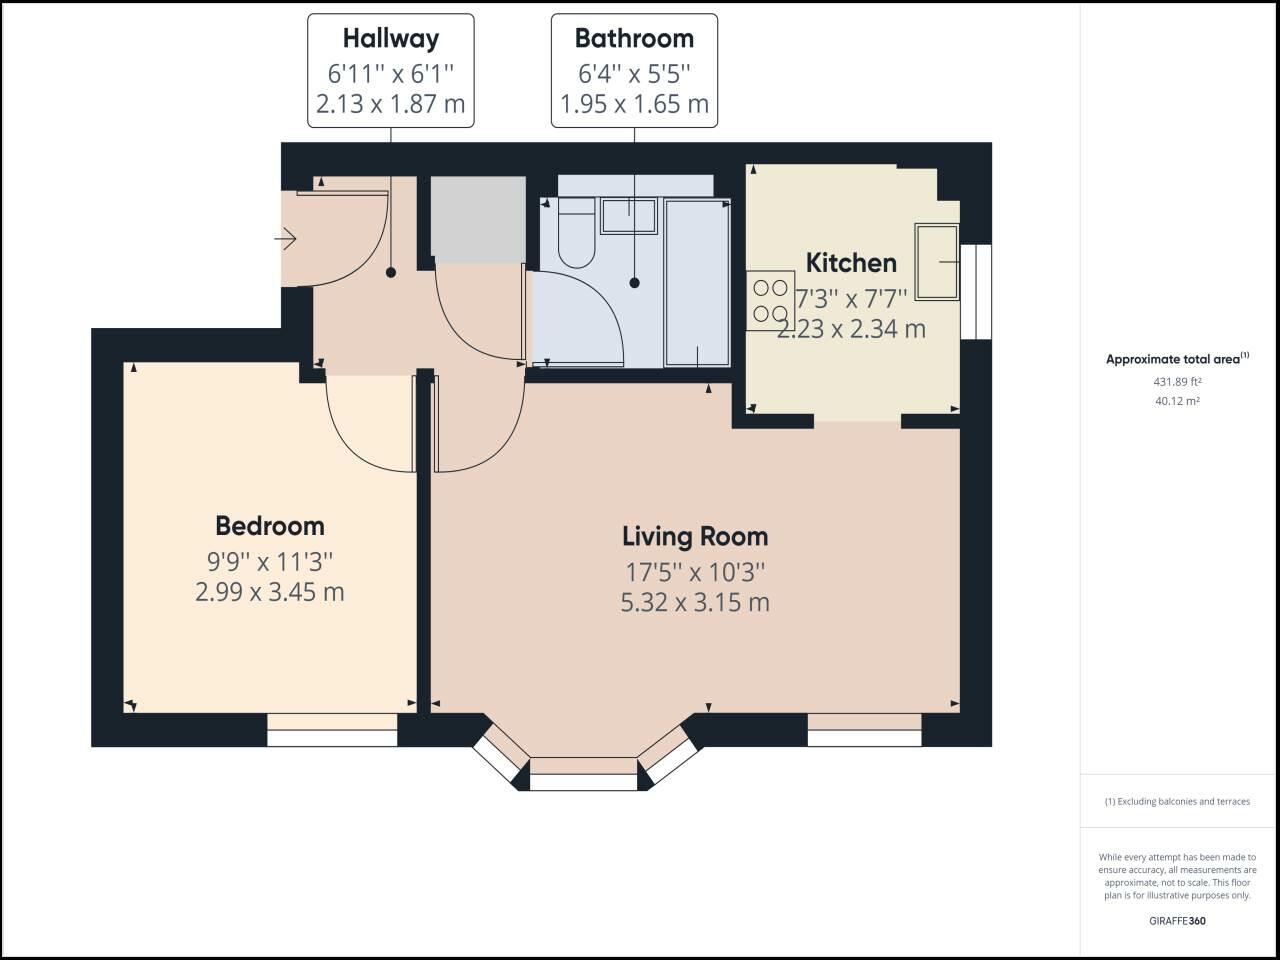 Hallway
6'11'' x 6'1''
2.13 x 1.87 m
Bathroom
6'4'' x 5'5''
1.95 x 1.65 m
Kitchen
7'3'' x 7'7''
2.23 x 2.34 m
Bedroom
9'9'' x 11'3''
2.99 x 3.45 m
Living Room
17'5'' x 10'3''
5.32 x 3.15 m
Approximate total area(1)
431.89 ft²
40.12 m²
(1) Excluding balconies and terraces
While every attempt has been made to
ensure accuracy, all measurements are
approximate, not to scale. This floor
plan is for illustrative purposes only.
GIRAFFE360